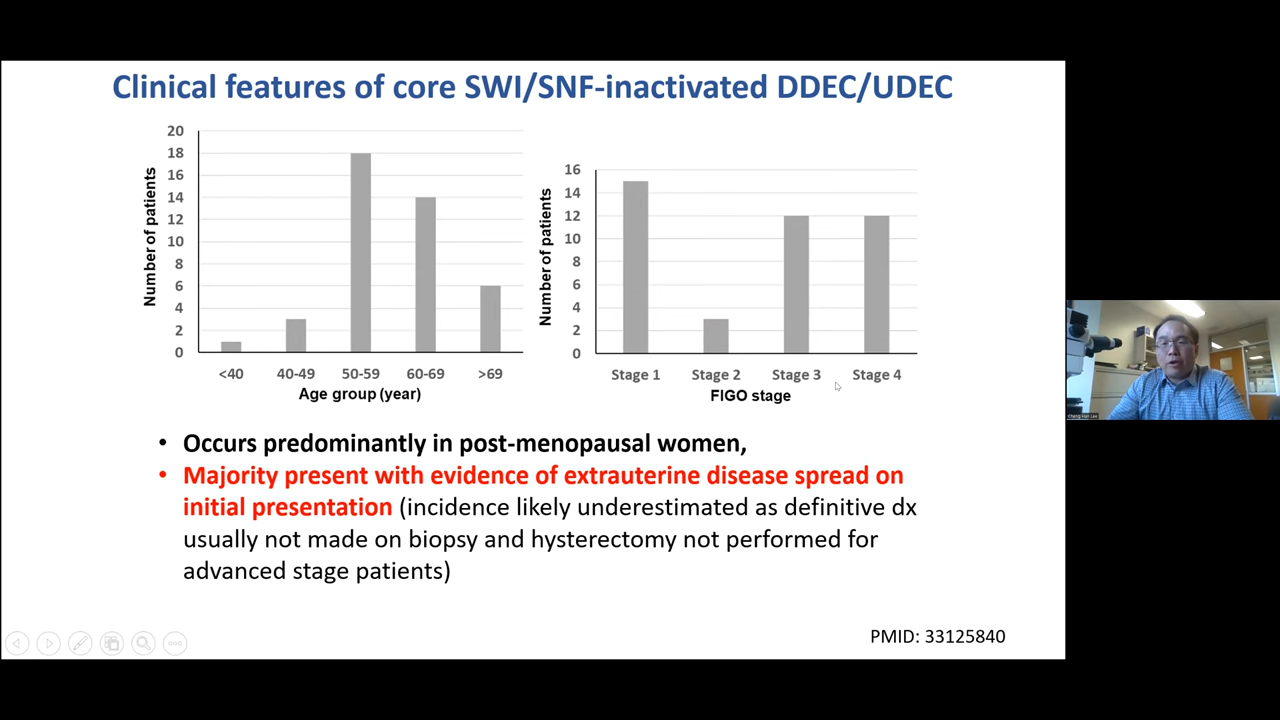 Clinical features of core SWI/SNF-inactivated DDEC/UDEC
Number of patients
20
18
16
14
12
10
8
6
4
2
0
<40 40-49 50-59 60-69 >69
Age group (year)
Number of patients
16
14
12
10
8
6
4
2
0
Stage 1 Stage 2 Stage 3 Stage 4
FIGO stage
• Occurs predominantly in post-menopausal women,
• Majority present with evidence of extrauterine disease spread on
initial presentation (incidence likely underestimated as definitive dx
usually not made on biopsy and hysterectomy not performed for
advanced stage patients)
PMID: 33125840